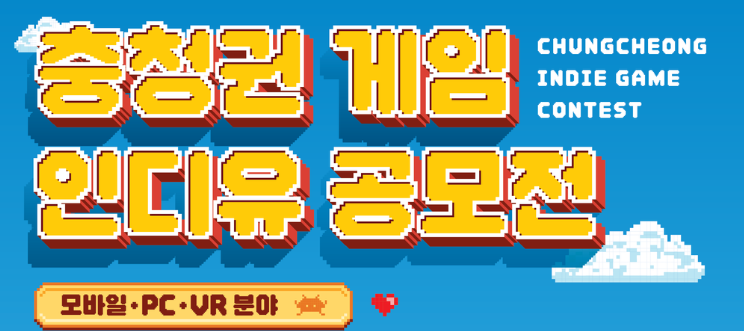 충청권 게임
인디유 공모전
CHUNGCHEONG
INDIE GAME
CONTEST
모바일·PC·VR 분야